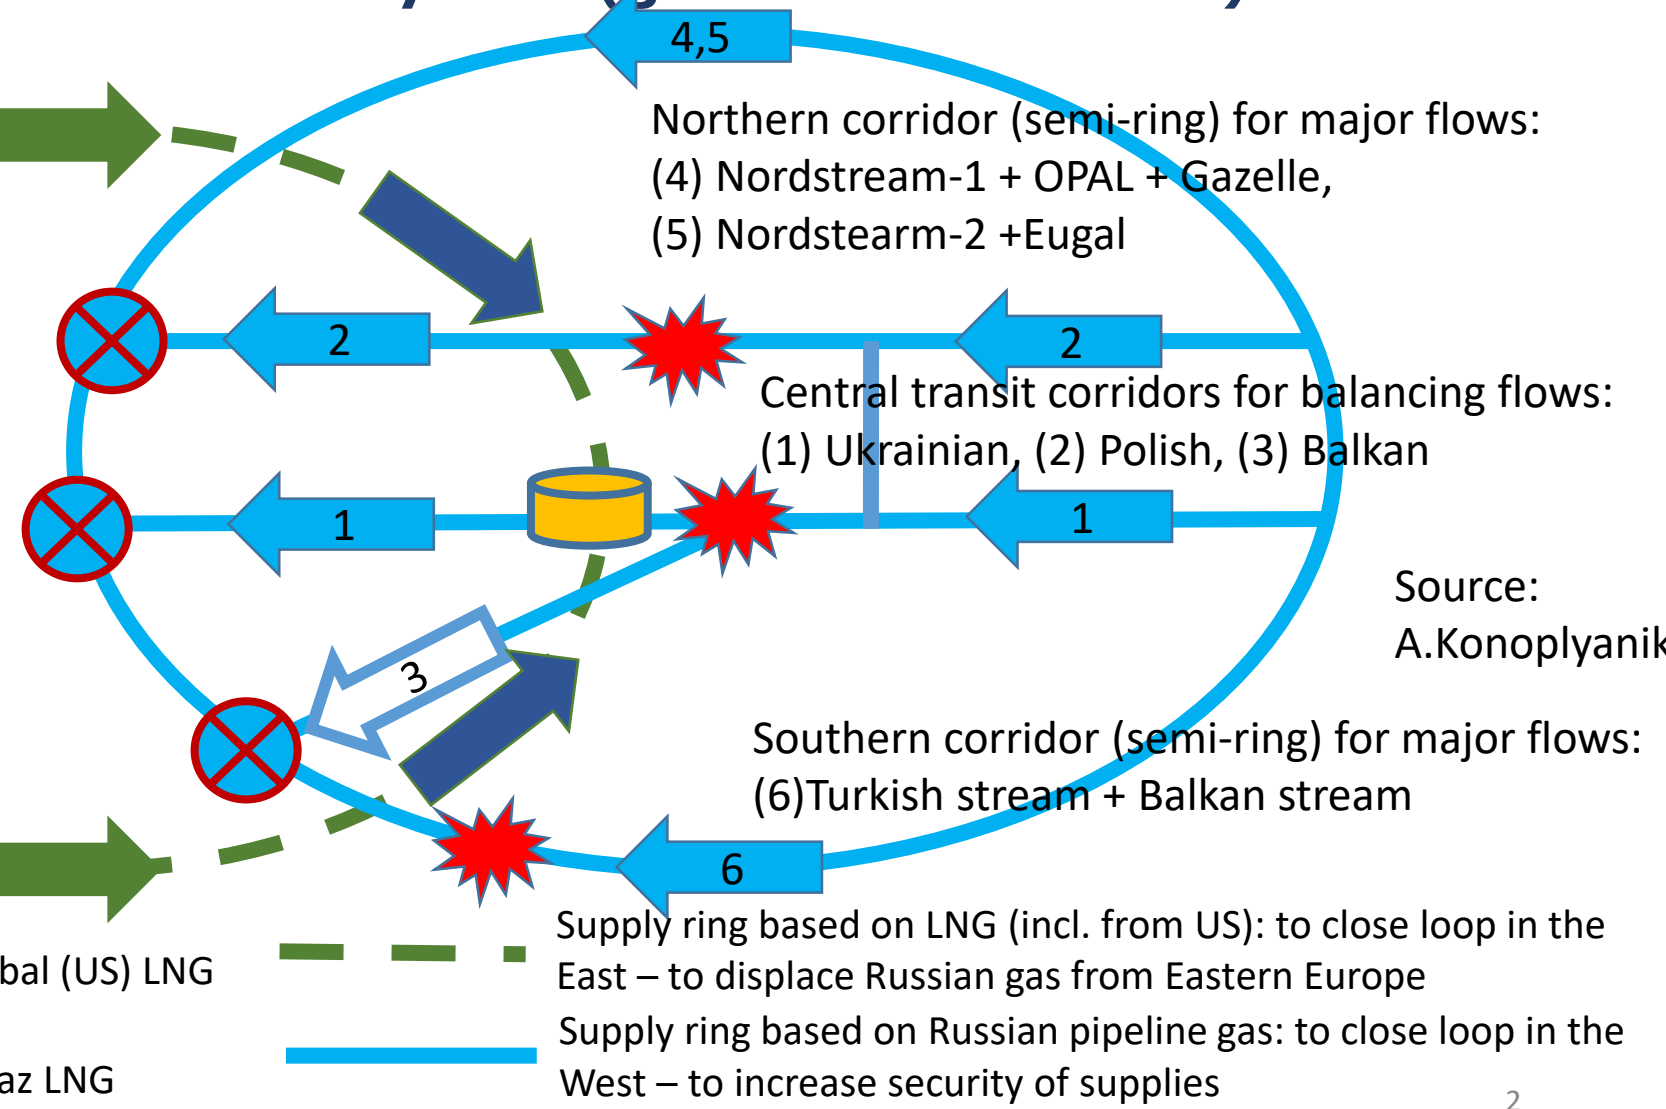 4,5
Northern corridor (semi-ring) for major flows:
(4) Nordstream-1 + OPAL + Gazelle,
(5) Nordstearm-2 +Eugal
2
2
Central transit corridors for balancing flows:
(1) Ukrainian, (2) Polish, (3) Balkan
1
1
Source:
A.Konoplyanik
3
Southern corridor (semi-ring) for major flows:
(6)Turkish stream + Balkan stream
6
Supply ring based on LNG (incl. from US): to close loop in the
East – to displace Russian gas from Eastern Europe
bal (US) LNG
Supply ring based on Russian pipeline gas: to close loop in the
West – to increase security of supplies
az LNG
2